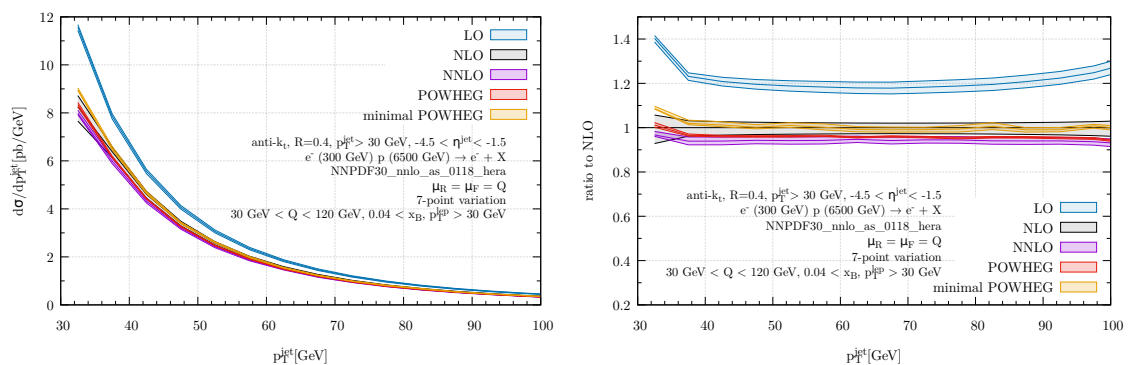 12
10
8
6
4
2
0
dσ/dp_T^jet[pb/GeV]
LO
NLO
NNLO
POWHEG
minimal POWHEG
anti-k_t, R=0.4, p_T^jet> 30 GeV, -4.5 < η^jet< -1.5
e^- (300 GeV) p (6500 GeV) → e^- + X
NNPDF30_nnlo_as_0118_hera
μ_R = μ_F = Q
7-point variation
30 GeV < Q < 120 GeV, 0.04 < x_B, p_T^lep > 30 GeV
30 40 50 60 70 80 90 100
p_T^jet[GeV]
1.4
1.2
1
0.8
0.6
0.4
0.2
ratio to NLO
anti-k_t, R=0.4, p_T^jet> 30 GeV, -4.5 < η^jet< -1.5
e^- (300 GeV) p (6500 GeV) → e^- + X
NNPDF30_nnlo_as_0118_hera
μ_R = μ_F = Q
7-point variation
30 GeV < Q < 120 GeV, 0.04 < x_B, p_T^lep > 30 GeV
LO
NLO
NNLO
POWHEG
minimal POWHEG
30 40 50 60 70 80 90 100
p_T^jet[GeV]